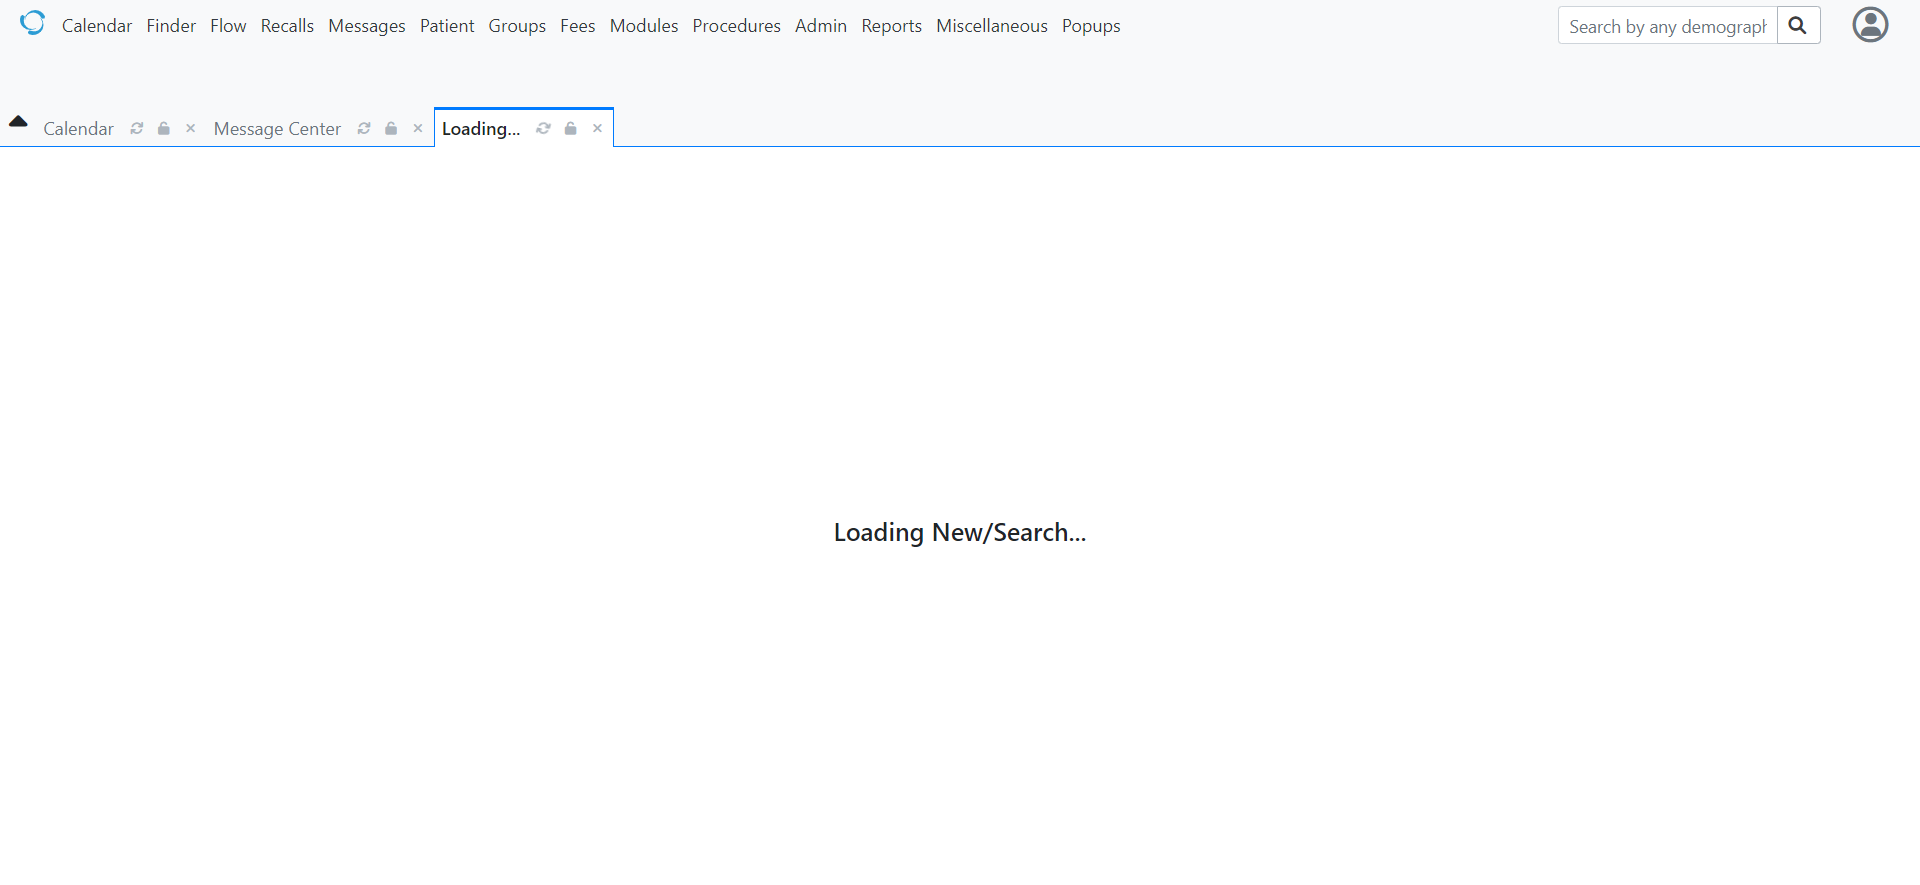 Calendar Finder Flow Recalls Messages Patient Groups Fees Modules Procedures Admin Reports Miscellaneous Popups Search by any demograph
Calendar Message Center Loading...
Loading New/Search...